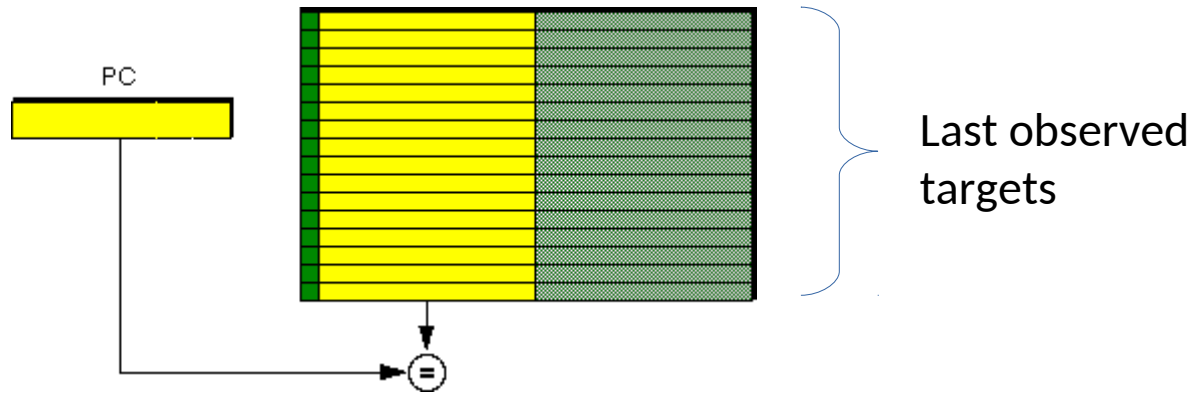 PC
Last observed
targets
=